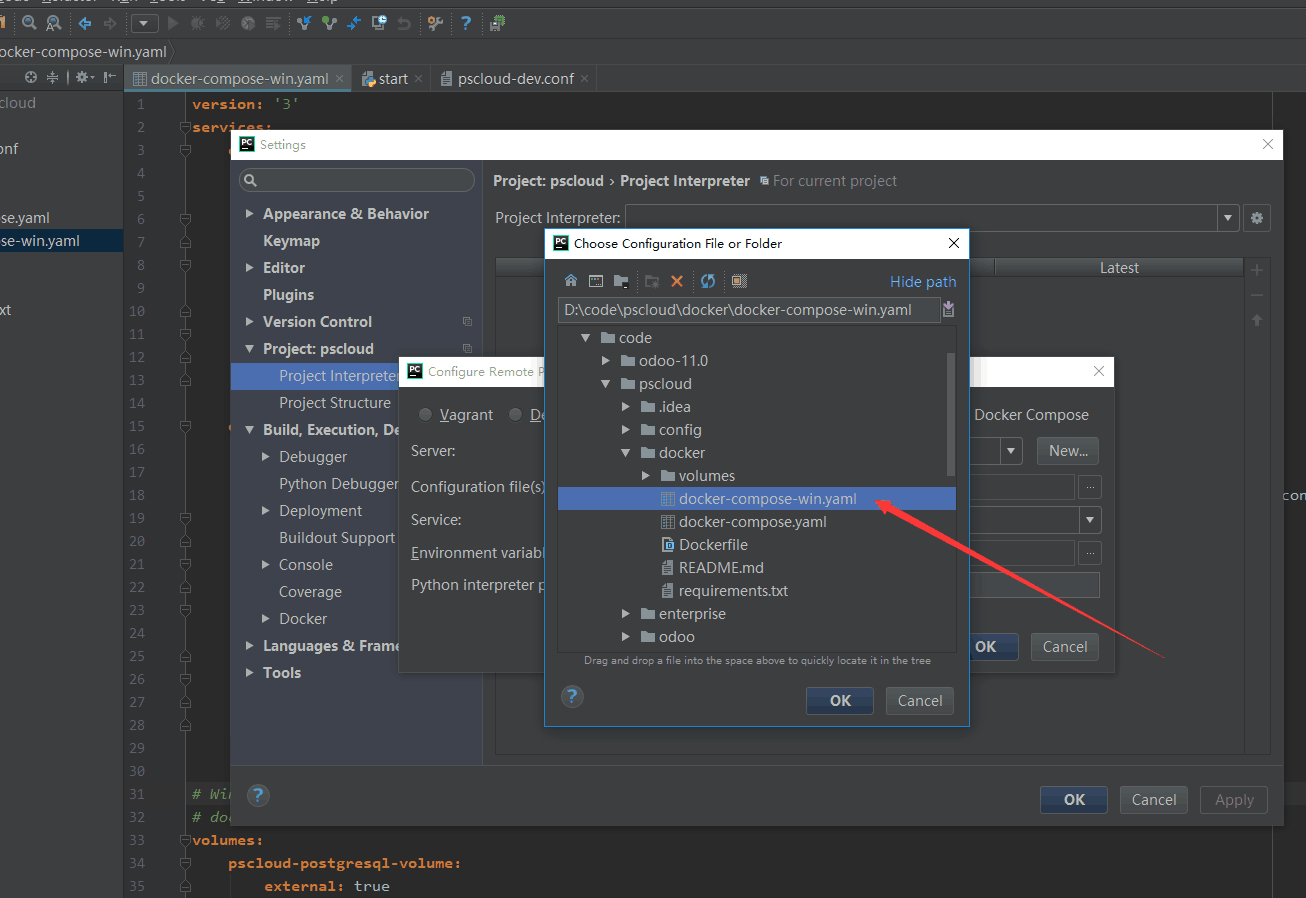 ocker-compose-win.yaml
docker-compose-win.yaml
start
pscloud-dev.conf
cloud
onf
se.yaml
se-win.yaml
xt
1 version: '3'
2 services:
3
4
5
6
7
8
9
10
11
12
13
14
15
16
17
18
19
20
21
22
23
24
25
26
27
28
29
30
31 # Win
32 # doc
33 volumes:
34 pscloud-postgresql-volume:
35 external: true
con
PC Settings
Appearance & Behavior
Keymap
Editor
Plugins
Version Control
Project: pscloud
Project Interpreter
Project Structure
Build, Execution, De
Debugger
Python Debugger
Deployment
Buildout Support
Console
Coverage
Docker
Languages & Frame
Tools
Project: pscloud › Project Interpreter For current project
Project Interpreter:
Latest
?
OK Cancel Apply
PC Configure Remote P
Vagrant De
Docker Compose
Server:
New...
Configuration file(s)
...
Service:
Environment variabl
...
Python interpreter p
OK Cancel
PC Choose Configuration File or Folder
Hide path
D:\code\pscloud\docker\docker-compose-win.yaml
code
odoo-11.0
pscloud
.idea
config
docker
volumes
docker-compose-win.yaml
docker-compose.yaml
Dockerfile
README.md
requirements.txt
enterprise
odoo
Drag and drop a file into the space above to quickly locate it in the tree
?
OK Cancel